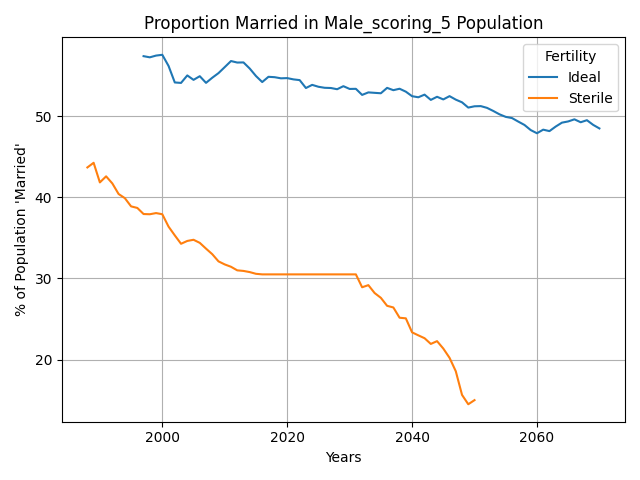 Proportion Married in Male_scoring_5 Population
Fertility
Ideal
Sterile
% of Population 'Married'
50
40
30
20
2000
2020
2040
2060
Years